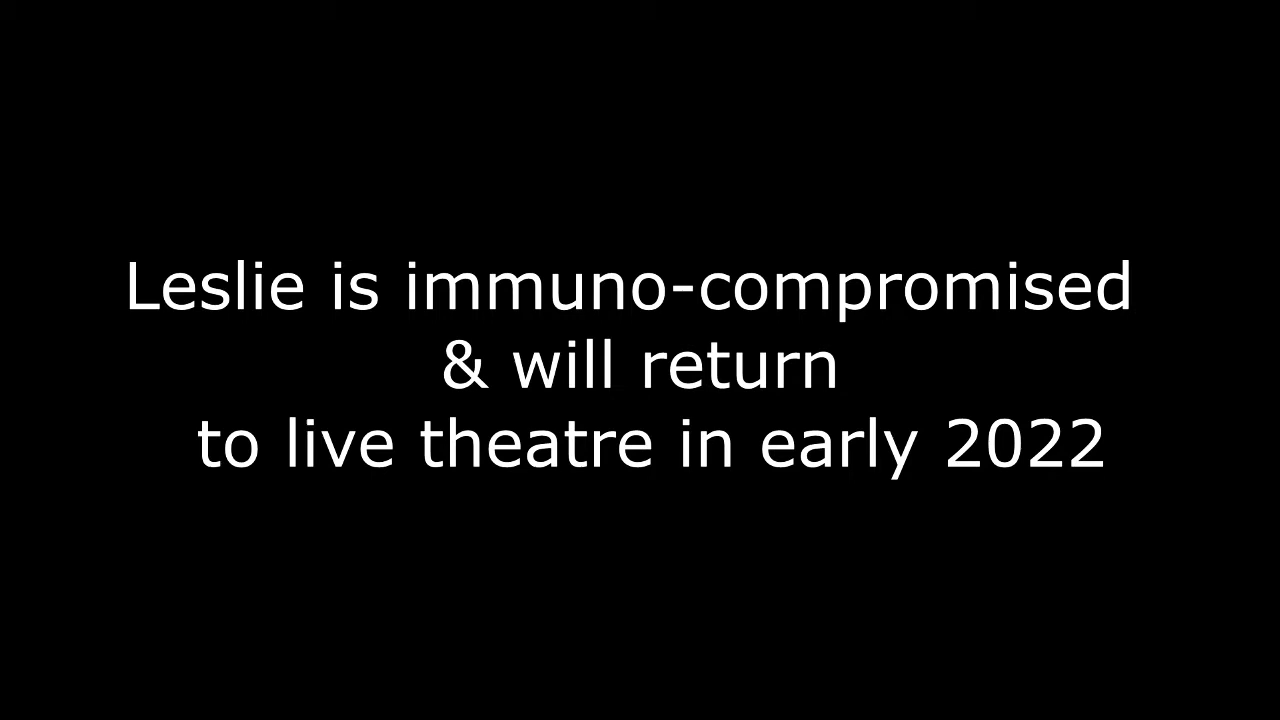 Leslie is immuno-compromised
& will return
to live theatre in early 2022